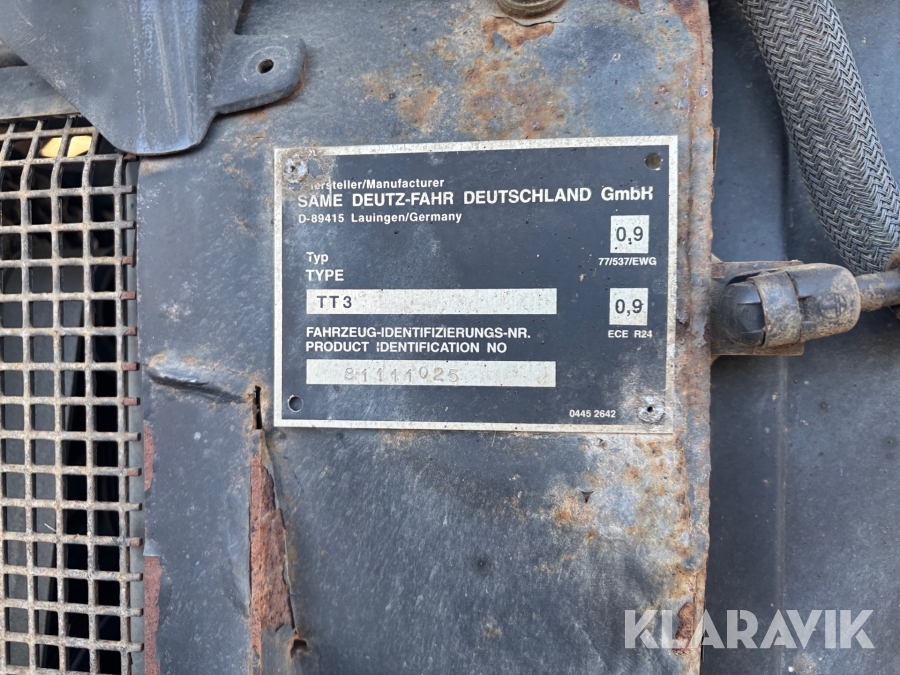 Hersteller/Manufacturer
SAME DEUTZ-FAHR DEUTSCHLAND GmbH
D-89415 Lauingen/Germany
0,9
77/537/EWG
Typ
TYPE
TT3
0,9
ECE R24
FAHRZEUG-IDENTIFIZIERUNGS-NR.
PRODUCT IDENTIFICATION NO
81111025
0445 2642
KLARAVIK